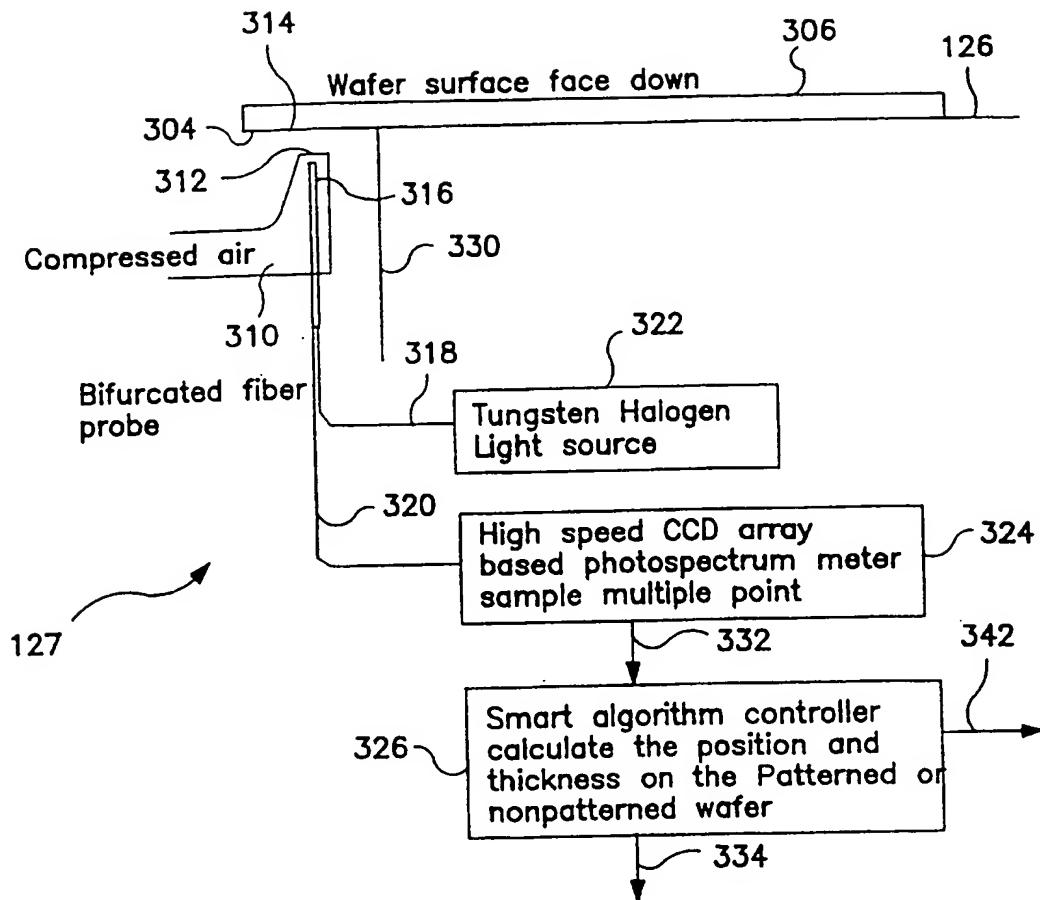 314
306
126
Wafer surface face down
304
312
316
Compressed air
330
310
322
318
Bifurcated fiber
probe
Tungsten Halogen
Light source
320
High speed CCD array
based photospectrum meter
sample multiple point
324
127
332
342
326
Smart algorithm controller
calculate the position and
thickness on the Patterned or
nonpatterned wafer
334